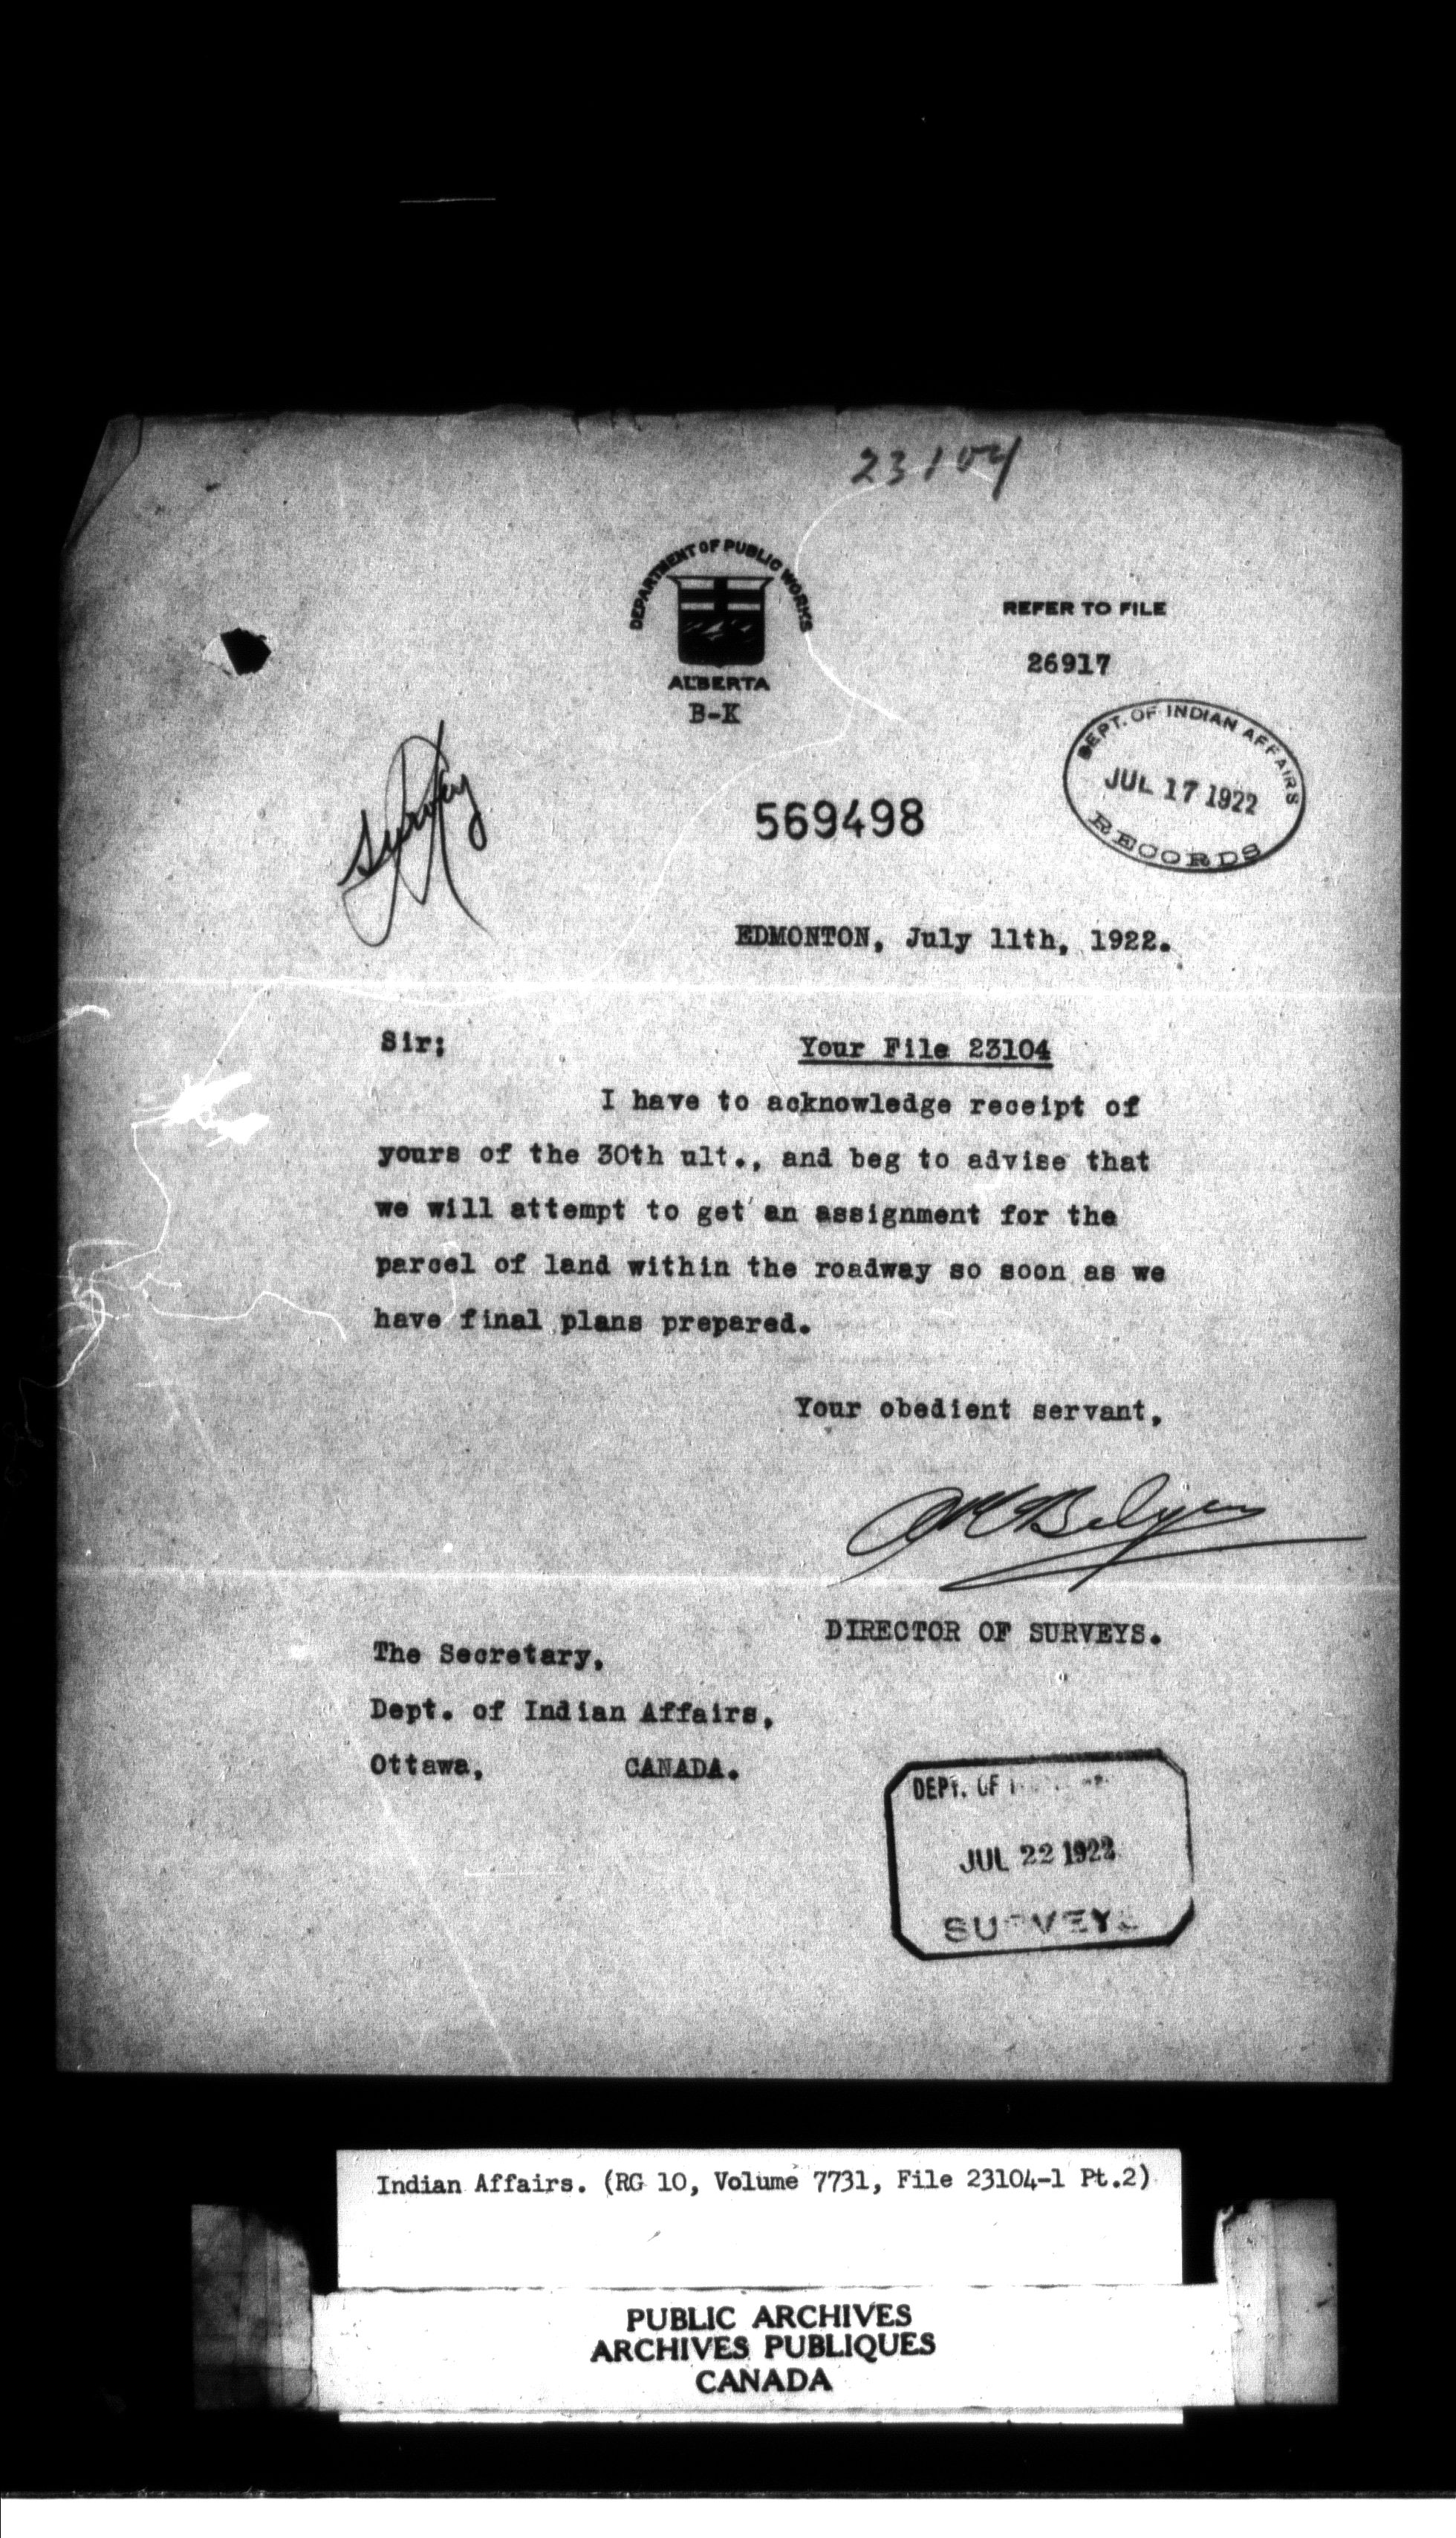 23104
DEPARTMENT OF PUBLIC WORKS
ALBERTA
B-K
REFER TO FILE
26917
DEPT. OF INDIAN AFFAIRS
JUL 17 1922
RECORDS
Survey
569498
EDMONTON, July 11th, 1922.
Sir; Your File 23104
I have to acknowledge receipt of
yours of the 30th ult., and beg to advise that
we will attempt to get an assignment for the
parcel of land within the roadway so soon as we
have final plans prepared.
Your obedient servant,
DIRECTOR OF SURVEYS.
The Secretary,
Dept. of Indian Affairs,
Ottawa, CANADA.
DEPT. OF
JUL 22 1922
SURVEYS
Indian Affairs. (RG 10, Volume 7731, File 23104-1 Pt.2)
PUBLIC ARCHIVES
ARCHIVES PUBLIQUES
CANADA